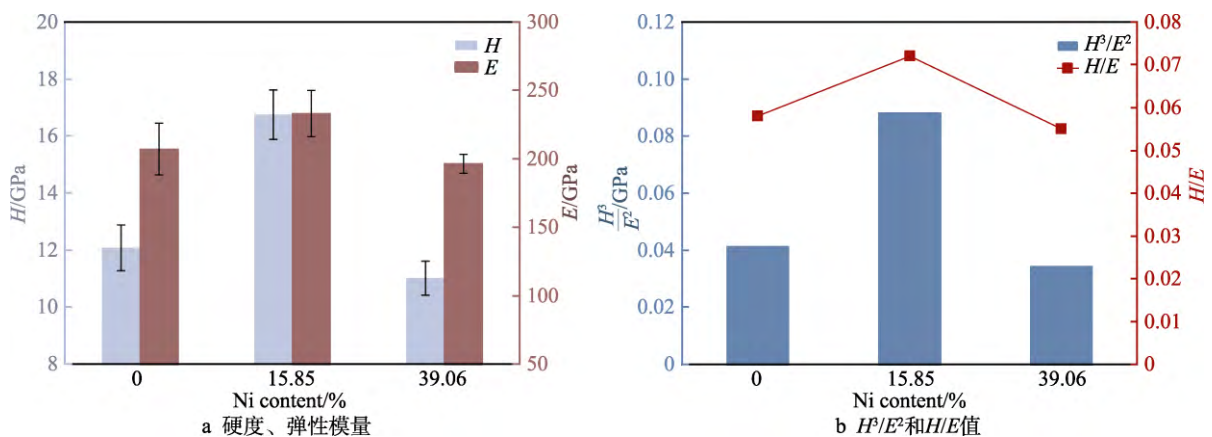 20
18
16
14
12
10
8
H/GPa
300
250
200
150
100
50
E/GPa
H
E
0 15.85 39.06
Ni content/%
a 硬度、弹性模量
0.12
0.10
0.08
0.06
0.04
0.02
0
H³/E²/GPa
0.08
0.07
0.06
0.05
0.04
0.03
0.02
0.01
0
H/E
H³/E²
H/E
0 15.85 39.06
Ni content/%
b H³/E²和H/E值